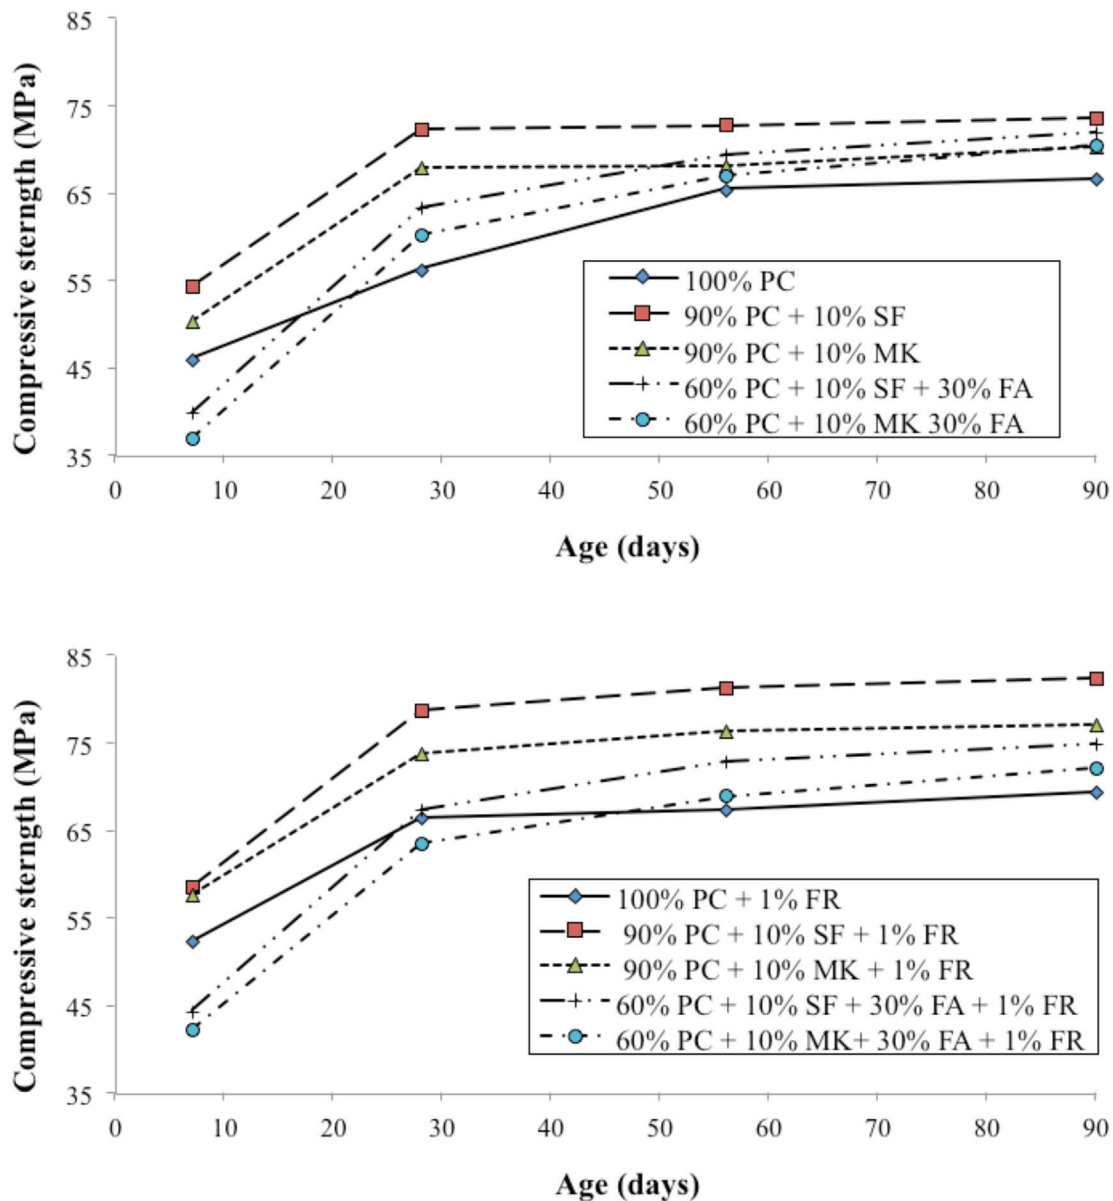 85
75
65
55
45
35
Compressive sterngth (MPa)
100% PC
90% PC + 10% SF
90% PC + 10% MK
60% PC + 10% SF + 30% FA
60% PC + 10% MK 30% FA
0 10 20 30 40 50 60 70 80 90
Age (days)
85
75
65
55
45
35
Compressive sterngth (MPa)
100% PC + 1% FR
90% PC + 10% SF + 1% FR
90% PC + 10% MK + 1% FR
60% PC + 10% SF + 30% FA + 1% FR
60% PC + 10% MK+ 30% FA + 1% FR
0 10 20 30 40 50 60 70 80 90
Age (days)